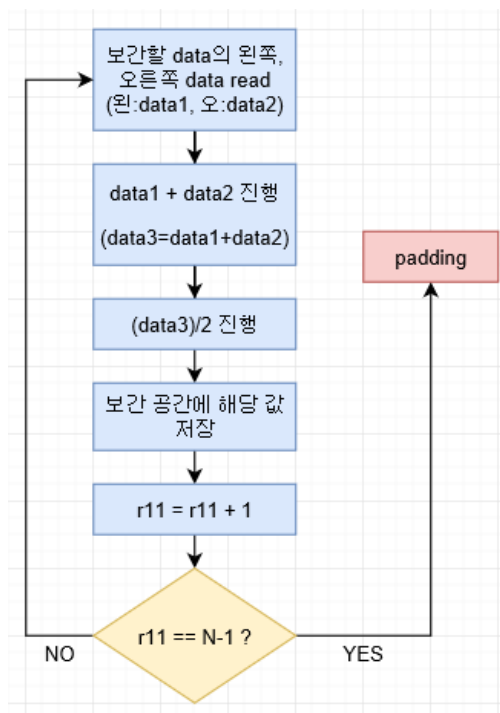 보간할 data의 왼쪽,
오른쪽 data read
(왼:data1, 오:data2)
data1 + data2 진행
(data3=data1+data2)
padding
(data3)/2 진행
보간 공간에 해당 값
저장
r11 = r11 + 1
r11 == N-1 ?
NO
YES